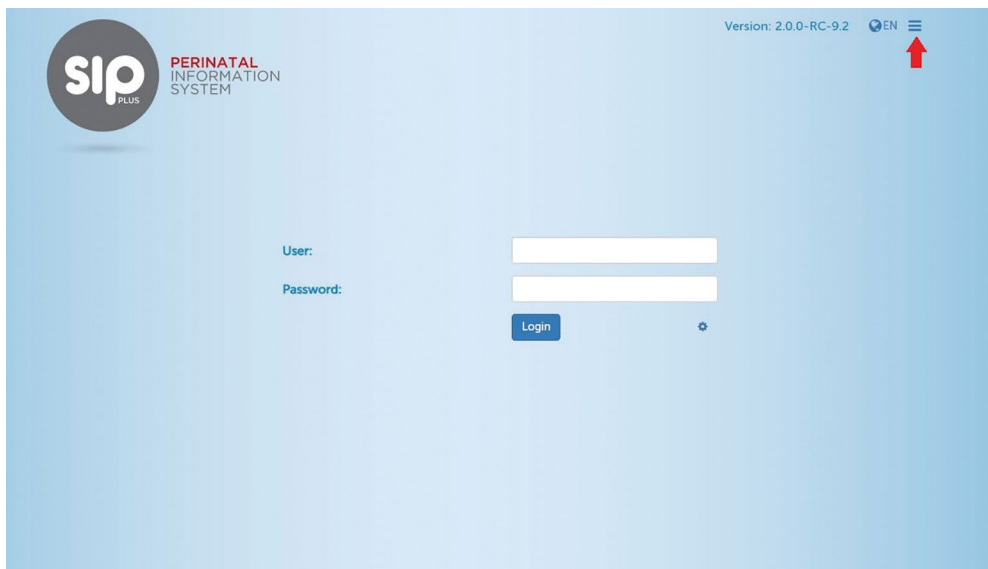 Version: 2.0.0-RC-9.2 EN
SIP
PLUS
PERINATAL
INFORMATION
SYSTEM
User:
Password:
Login